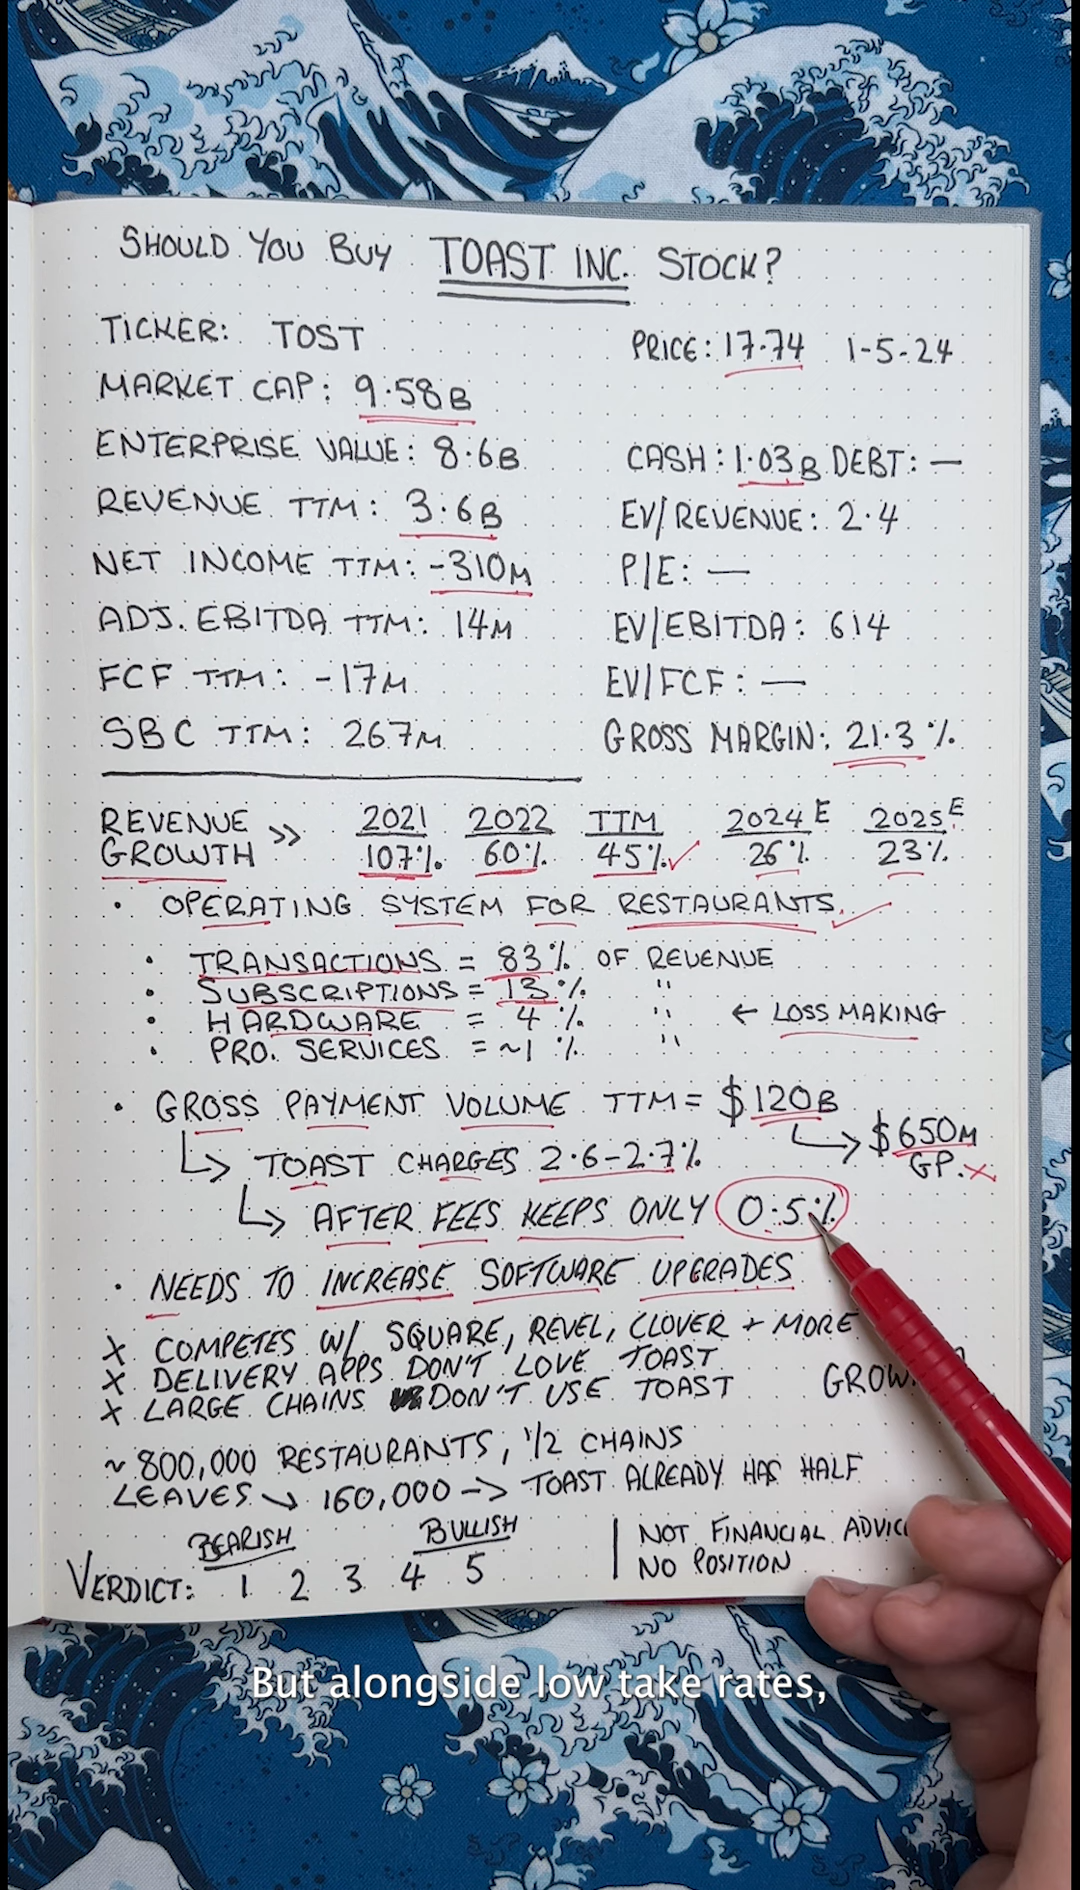 SHOULD YOU BUY TOAST INC. STOCK?
TICKER: TOST PRICE: 17.74 1-5-24
MARKET CAP: 9.58B
ENTERPRISE VALUE: 8.6B CASH: 1.03B DEBT: —
REVENUE TTM: 3.6B EV/REVENUE: 2.4
NET INCOME TTM: -310M P/E: —
ADJ. EBITDA TTM: 14M EV/EBITDA: 614
FCF TTM: -17M EV/FCF: —
SBC TTM: 267M GROSS MARGIN: 21.3%
REVENUE GROWTH >> 2021 2022 TTM 2024E 2025E
107%. 60%. 45%. 26% 23%
• OPERATING SYSTEM FOR RESTAURANTS.
• TRANSACTIONS = 83% OF REVENUE
• SUBSCRIPTIONS = 13% "
• HARDWARE = 4% " ← LOSS MAKING
• PRO. SERVICES = ~1% "
• GROSS PAYMENT VOLUME TTM = $120B
↳ $650M
GP.
↳ TOAST CHARGES 2.6-2.7%
↳ AFTER FEES KEEPS ONLY 0.5%
• NEEDS TO INCREASE SOFTWARE UPGRADES
X COMPETES W/ SQUARE, REVEL, CLOVER + MORE
X DELIVERY APPS DON'T LOVE TOAST
X LARGE CHAINS DON'T USE TOAST
~800,000 RESTAURANTS, 1/2 CHAINS
LEAVES ↘ 160,000 -> TOAST ALREADY HAS HALF
BEARISH BULLISH
VERDICT: 1 2 3 4 5
NOT FINANCIAL ADVIC
NO POSITION
But alongside low take rates,